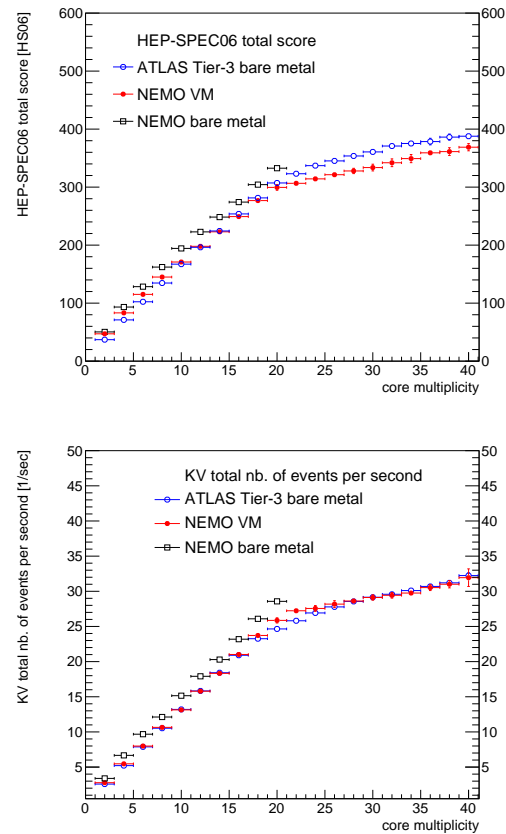 HEP-SPEC06 total score [HS06]
600
600
HEP-SPEC06 total score
ATLAS Tier-3 bare metal
500
500
NEMO VM
NEMO bare metal
400
400
300
300
200
200
100
100
0
0
0 5 10 15 20 25 30 35 40
core multiplicity
KV total nb. of events per second [1/sec]
50
50
KV total nb. of events per second
45
45
ATLAS Tier-3 bare metal
40
40
NEMO VM
35
35
NEMO bare metal
30
30
25
25
20
20
15
15
10
10
5
5
0 5 10 15 20 25 30 35 40
core multiplicity